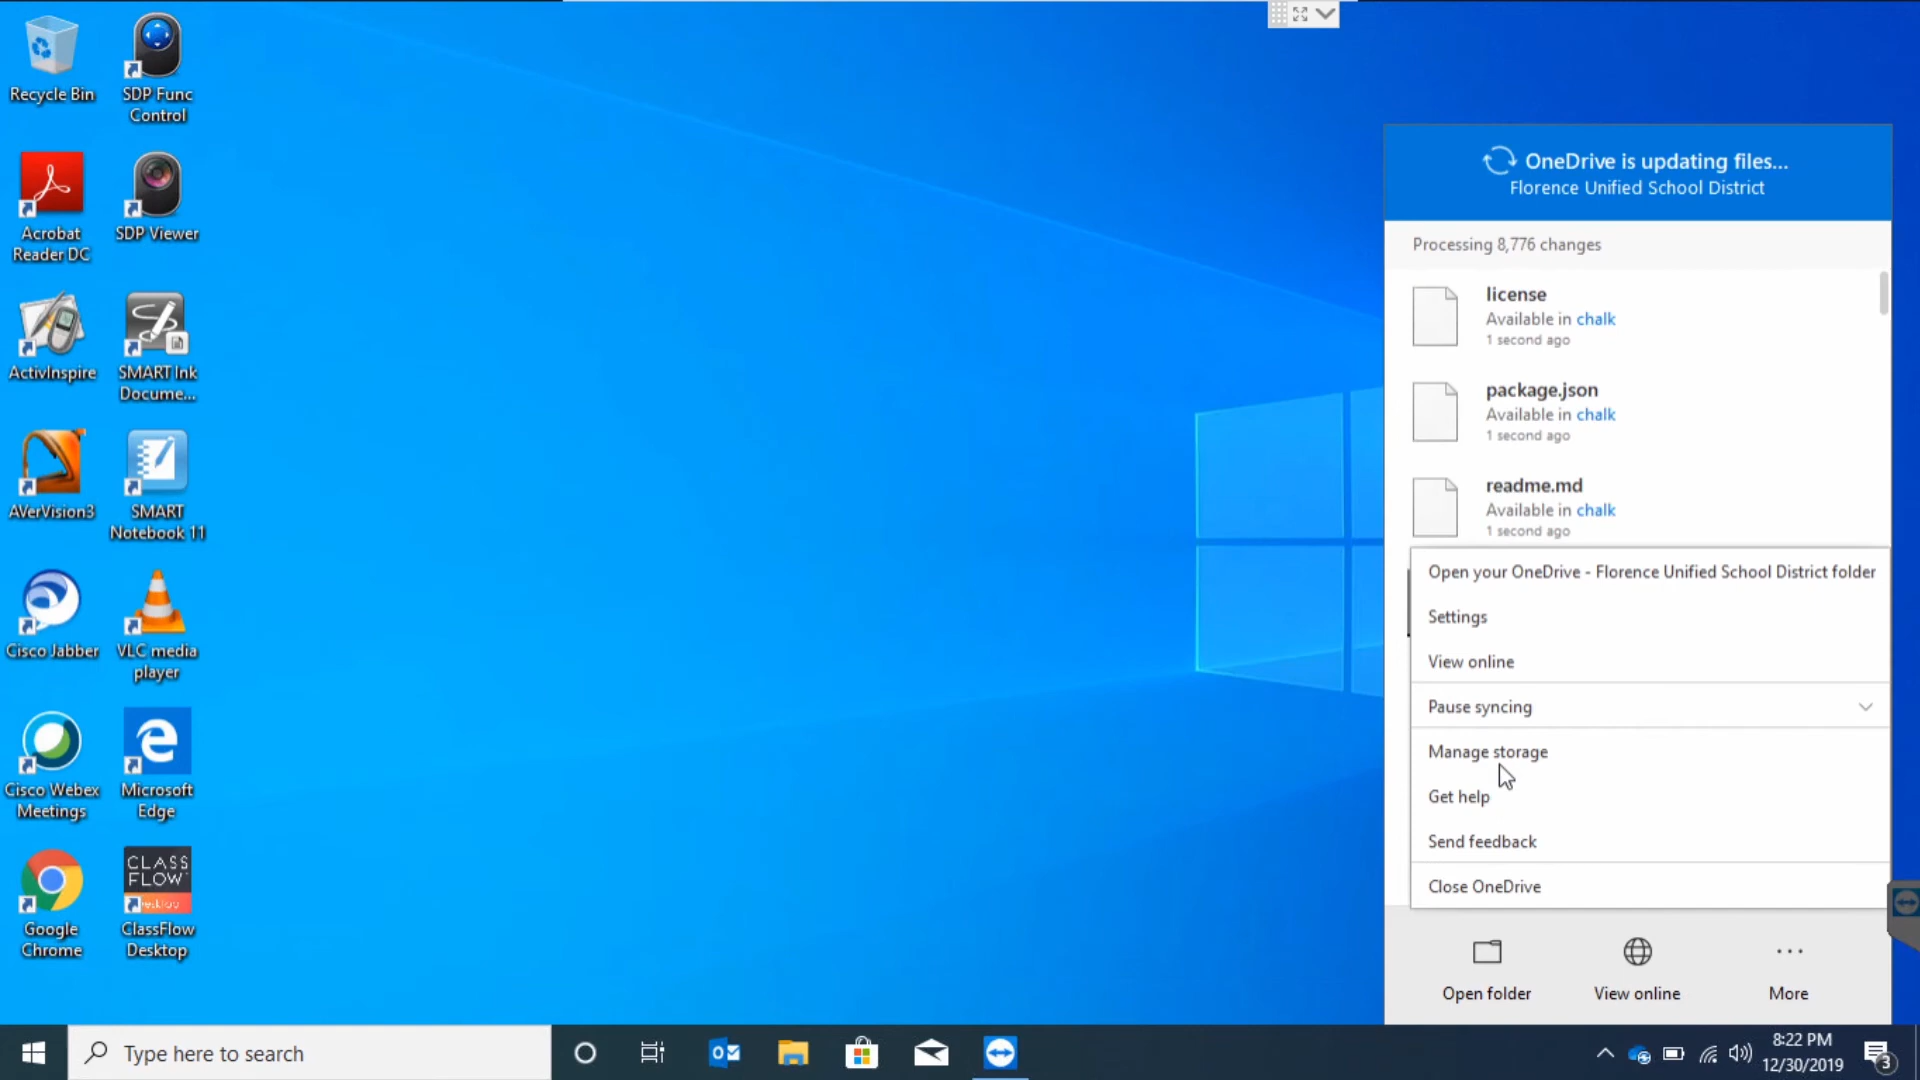 Recycle Bin
SDP Func
Control
Acrobat
Reader DC
SDP Viewer
ActivInspire
SMART Ink
Docume...
AVerVision3
SMART
Notebook 11
Cisco Jabber
VLC media
player
Cisco Webex
Meetings
Microsoft
Edge
Google
Chrome
CLASS
FLOW
Desktop
ClassFlow
Desktop
OneDrive is updating files...
Florence Unified School District
Processing 8,776 changes
license
Available in chalk
1 second ago
package.json
Available in chalk
1 second ago
readme.md
Available in chalk
1 second ago
Open your OneDrive - Florence Unified School District folder
Settings
View online
Pause syncing
Manage storage
Get help
Send feedback
Close OneDrive
Open folder
View online
More
Type here to search
8:22 PM
12/30/2019
3